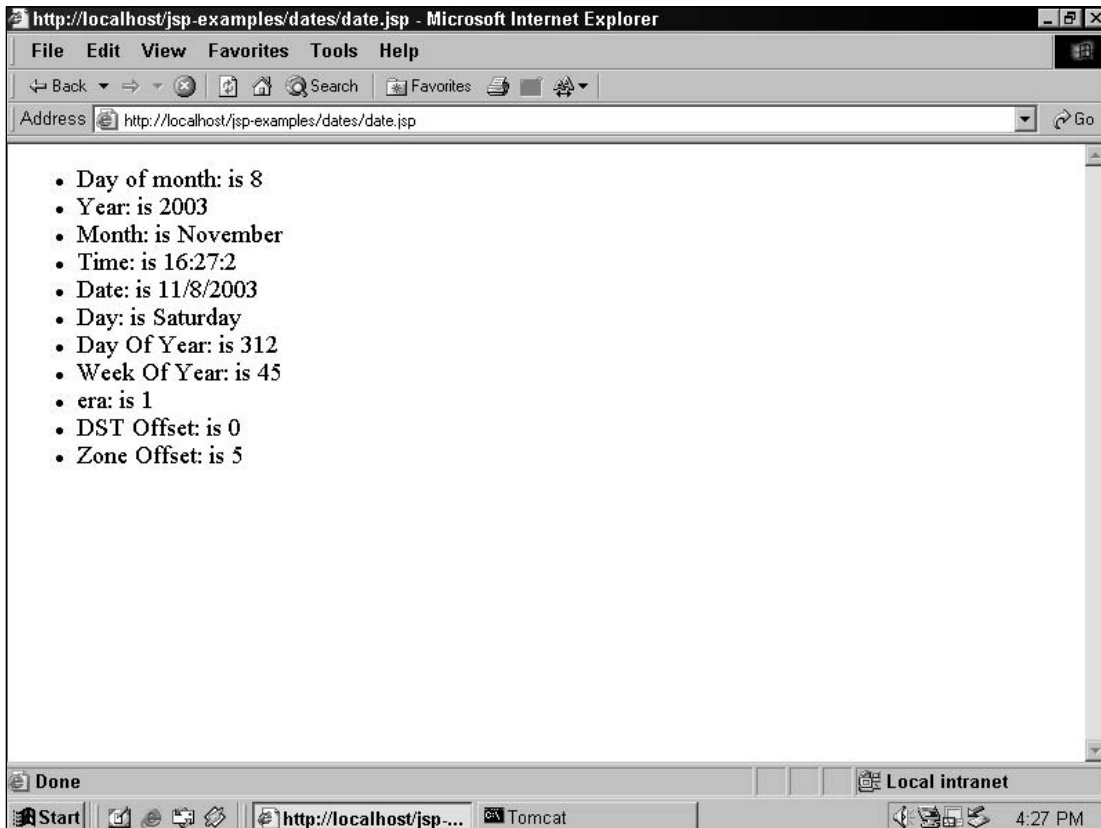 http://localhost/jsp-examples/dates/date.jsp - Microsoft Internet Explorer
File Edit View Favorites Tools Help
Back Search Favorites
Address http://localhost/jsp-examples/dates/date.jsp Go
• Day of month: is 8
• Year: is 2003
• Month: is November
• Time: is 16:27:2
• Date: is 11/8/2003
• Day: is Saturday
• Day Of Year: is 312
• Week Of Year: is 45
• era: is 1
• DST Offset: is 0
• Zone Offset: is 5
Done Local intranet
Start http://localhost/jsp-... Tomcat 4:27 PM